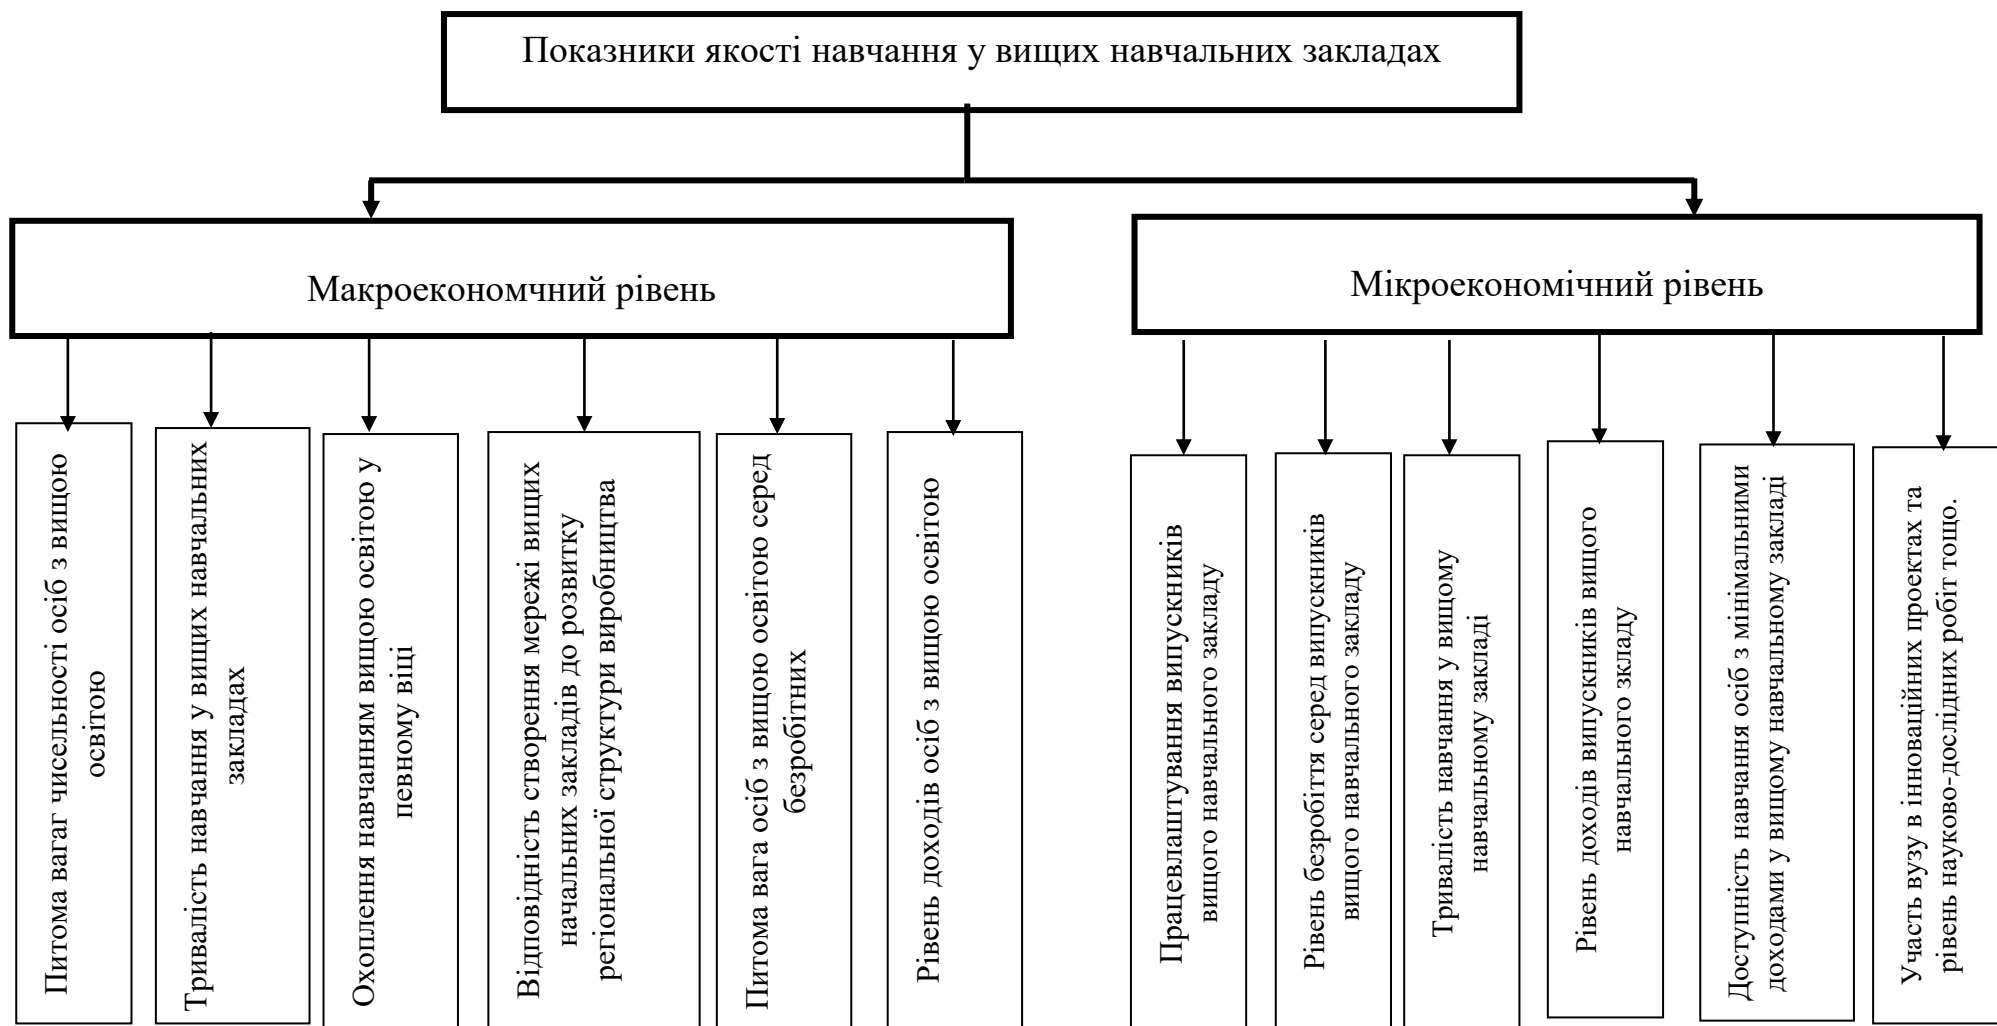 Показники якості навчання у вищих навчальних закладах
Макроекономчний рівень
Мікроекономічний рівень
Питома вагаг чисельності осіб з вищою
освітою
Тривалість навчання у вищих навчальних
закладах
Охоплення навчанням вищою освітою у
певному віці
Відповідність створення мережі вищих
начальних закладів до розвитку
регіональної структури виробництва
Питома вага осіб з вищою освітою серед
безробітних
Рівень доходів осіб з вищою освітою
Працевлаштування випускників
вищого навчального закладу
Рівень безробіття серед випускників
вищого навчального закладу
Тривалість навчання у вищому
навчальному закладі
Рівень доходів випускників вищого
навчального зкладу
Доступність навчання осіб з мінімальними
доходами у вищому навчальному закладі
Участь вузу в інноваційних проектах та
рівень науково-дослідних робіт тощо.